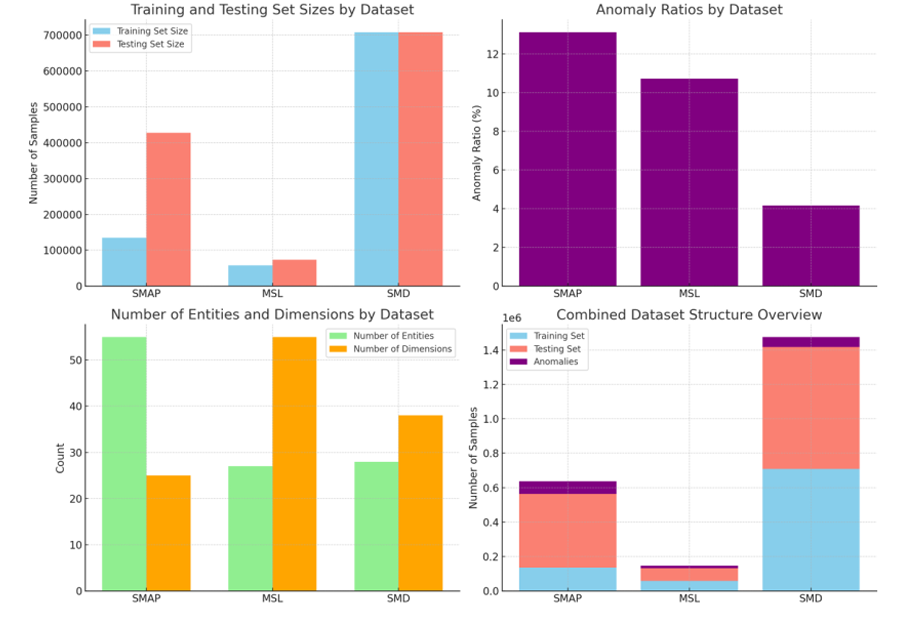 Training and Testing Set Sizes by Dataset
Training Set Size
Testing Set Size
Number of Samples
700000
600000
500000
400000
300000
200000
100000
0
SMAP MSL SMD
Anomaly Ratios by Dataset
Anomaly Ratio (%)
12
10
8
6
4
2
0
SMAP MSL SMD
Number of Entities and Dimensions by Dataset
Number of Entities
Number of Dimensions
Count
50
40
30
20
10
0
SMAP MSL SMD
Combined Dataset Structure Overview
1e6
Training Set
Testing Set
Anomalies
Number of Samples
1.4
1.2
1.0
0.8
0.6
0.4
0.2
0.0
SMAP MSL SMD